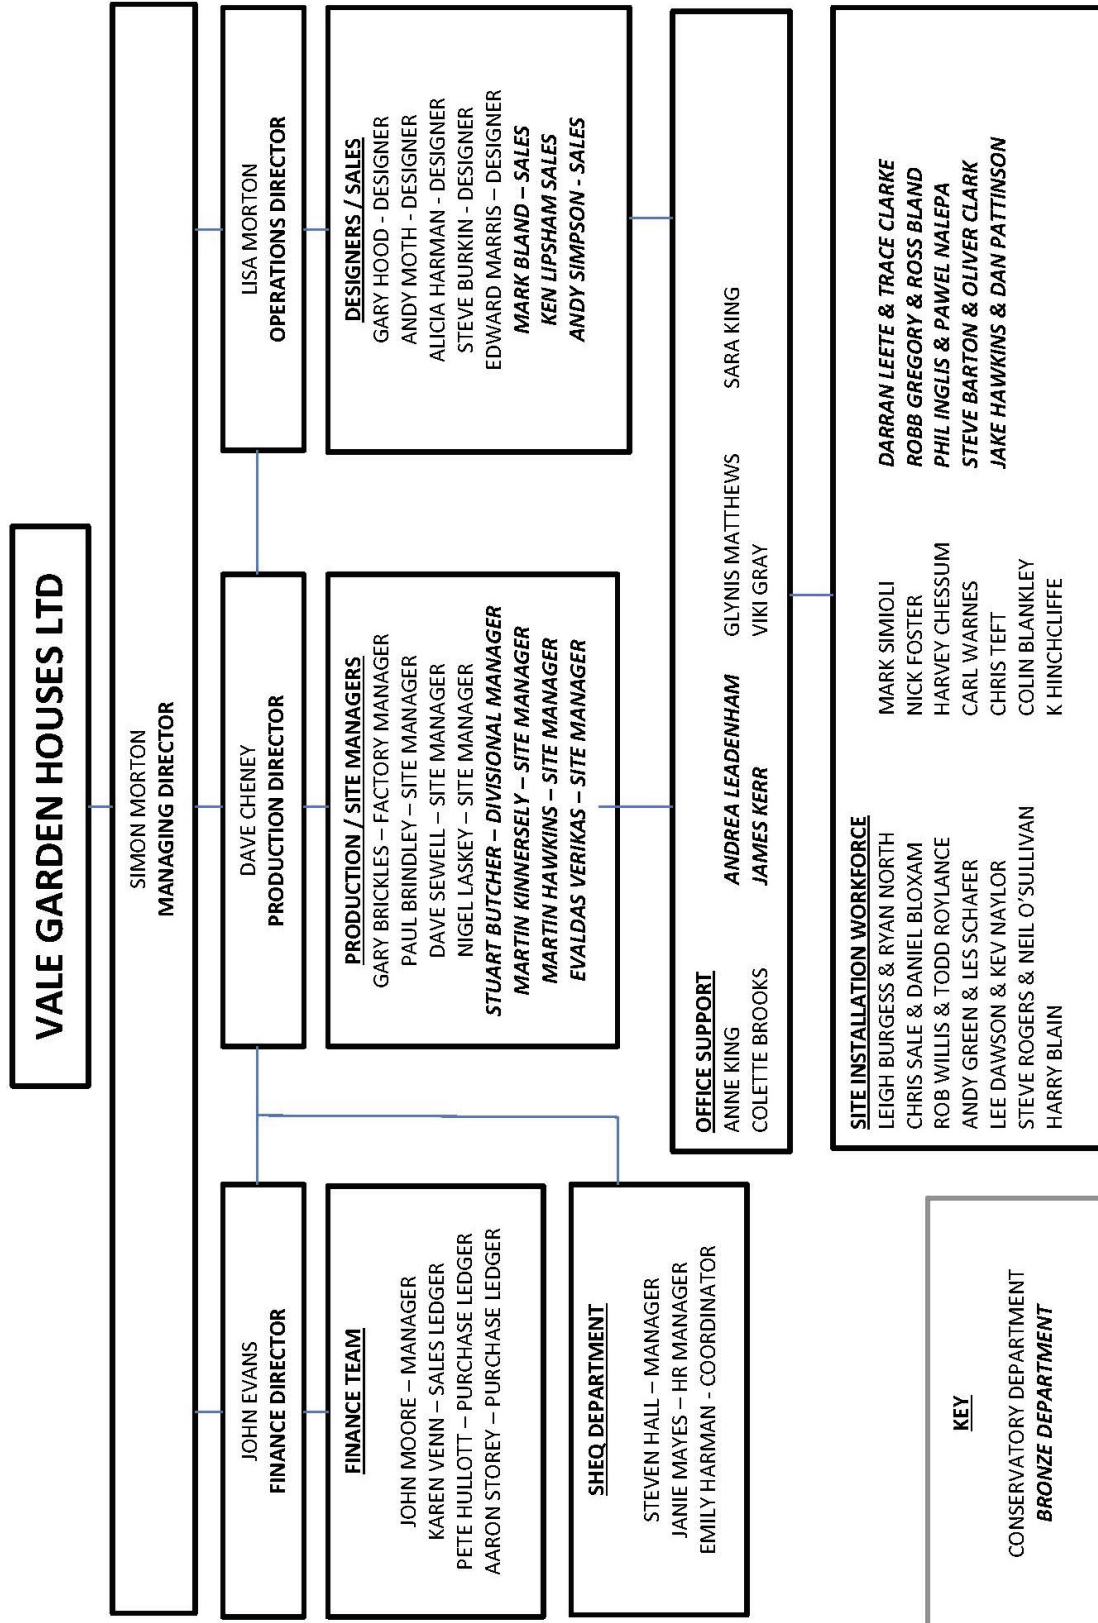 VALE GARDEN HOUSES LTD
SIMON MORTON
MANAGING DIRECTOR
JOHN EVANS
FINANCE DIRECTOR
DAVE CHENEY
PRODUCTION DIRECTOR
LISA MORTON
OPERATIONS DIRECTOR
FINANCE TEAM
JOHN MOORE – MANAGER
KAREN VENN – SALES LEDGER
PETE HULLOTT – PURCHASE LEDGER
AARON STOREY – PURCHASE LEDGER
PRODUCTION / SITE MANAGERS
GARY BRICKLES – FACTORY MANAGER
PAUL BRINDLEY – SITE MANAGER
DAVE SEWELL – SITE MANAGER
NIGEL LASKEY – SITE MANAGER
STUART BUTCHER – DIVISIONAL MANAGER
MARTIN KINNERSELY – SITE MANAGER
MARTIN HAWKINS – SITE MANAGER
EVALDAS VERIKAS – SITE MANAGER
DESIGNERS / SALES
GARY HOOD - DESIGNER
ANDY MOTH - DESIGNER
ALICIA HARMAN - DESIGNER
STEVE BURKIN - DESIGNER
EDWARD MARRIS – DESIGNER
MARK BLAND – SALES
KEN LIPSHAM SALES
ANDY SIMPSON - SALES
SHEQ DEPARTMENT
STEVEN HALL – MANAGER
JANIE MAYES – HR MANAGER
EMILY HARMAN - COORDINATOR
OFFICE SUPPORT
ANNE KING ANDREA LEADENHAM GLYNIS MATTHEWS SARA KING
COLETTE BROOKS JAMES KERR VIKI GRAY
SITE INSTALLATION WORKFORCE
LEIGH BURGESS & RYAN NORTH MARK SIMIOLI DARRAN LEETE & TRACE CLARKE
CHRIS SALE & DANIEL BLOXAM NICK FOSTER ROBB GREGORY & ROSS BLAND
ROB WILLIS & TODD ROYLANCE HARVEY CHESSUM PHIL INGLIS & PAWEL NALEPA
ANDY GREEN & LES SCHAFER CARL WARNES STEVE BARTON & OLIVER CLARK
LEE DAWSON & KEV NAYLOR CHRIS TEFT JAKE HAWKINS & DAN PATTINSON
STEVE ROGERS & NEIL O'SULLIVAN COLIN BLANKLEY
HARRY BLAIN K HINCHCLIFFE
KEY
CONSERVATORY DEPARTMENT
BRONZE DEPARTMENT